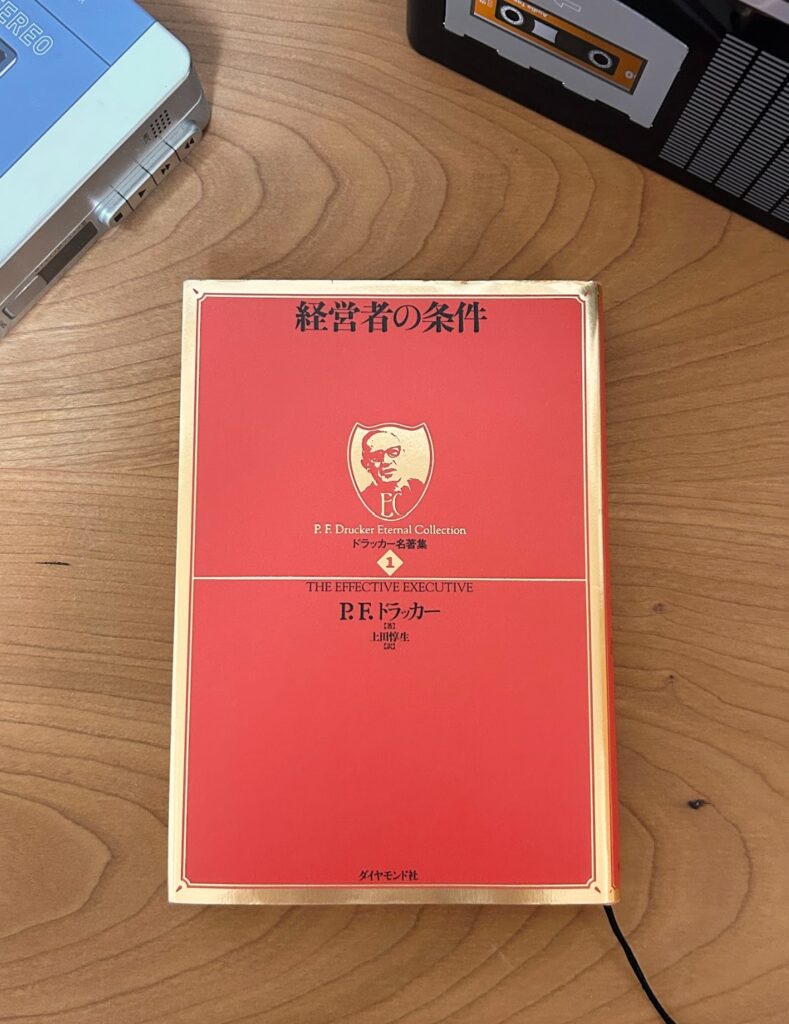 STEREO
Audio Tape
経営者の条件
EC
P. F. Drucker Eternal Collection
ドラッカー名著集
1
THE EFFECTIVE EXECUTIVE
P. F. ドラッカー
【著】
上田惇生
【訳】
ダイヤモンド社